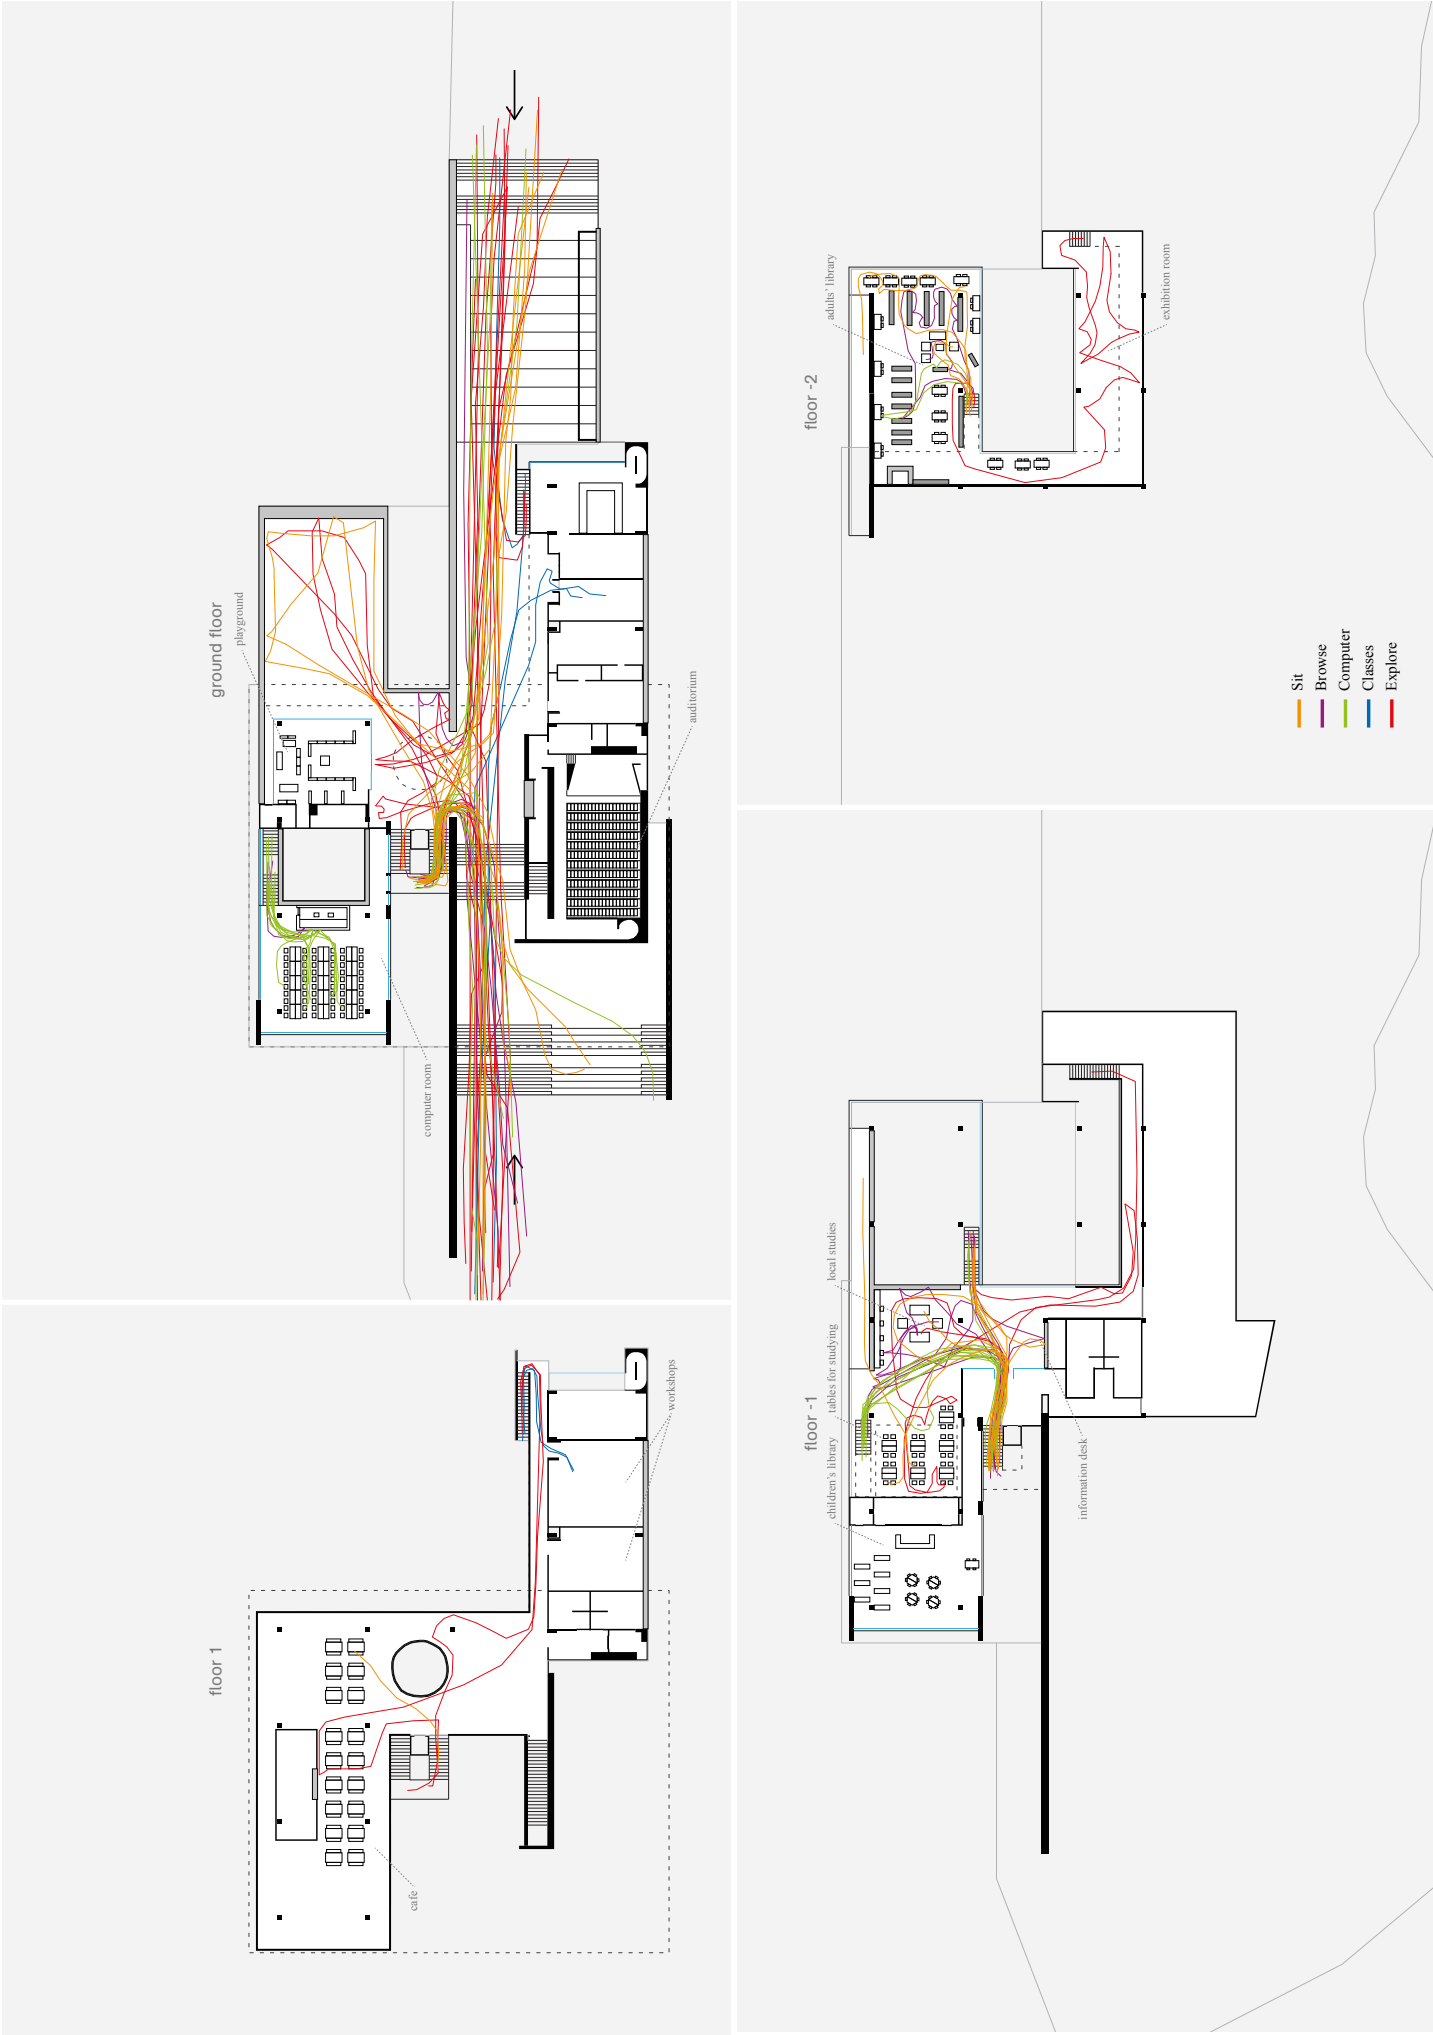 floor 1
cafe
workshops
ground floor
playground
computer room
auditorium
floor -1
children's library
tables for studying
local studies
information desk
floor -2
adults' library
exhibition room
Sit
Browse
Computer
Classes
Explore